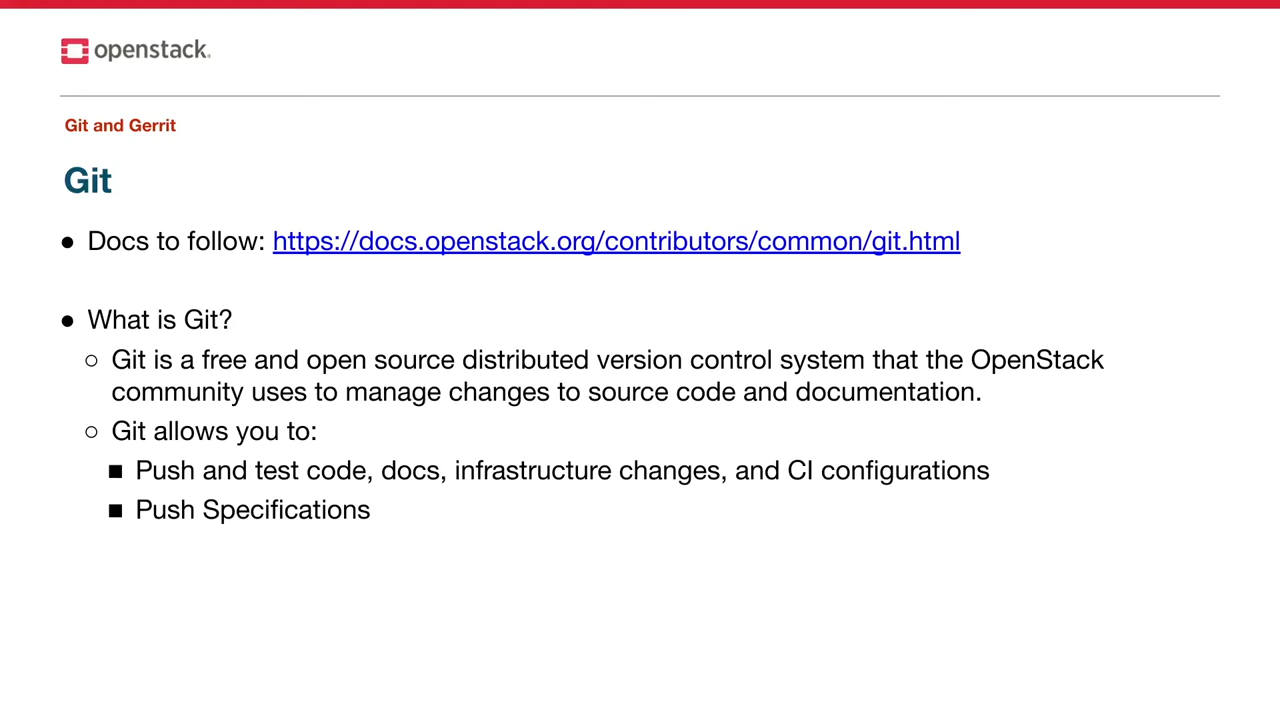 openstack.
Git and Gerrit
Git
● Docs to follow: https://docs.openstack.org/contributors/common/git.html
● What is Git?
○ Git is a free and open source distributed version control system that the OpenStack
community uses to manage changes to source code and documentation.
○ Git allows you to:
■ Push and test code, docs, infrastructure changes, and CI configurations
■ Push Specifications